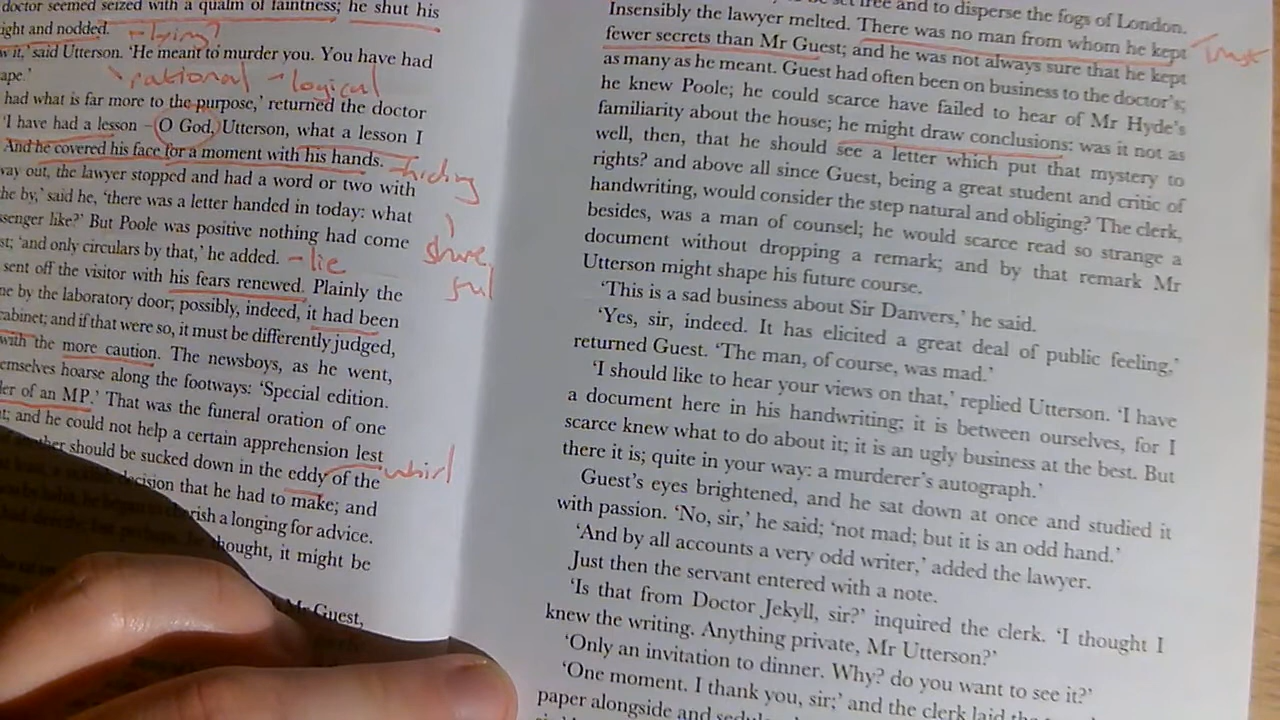 doctor seemed seized with a qualm of faintness; he shut his
ight and nodded. - lying?
w it,' said Utterson. 'He meant to murder you. You have had
ape.' rational - logical
had what is far more to the purpose,' returned the doctor
'I have had a lesson – O God, Utterson, what a lesson I
And he covered his face for a moment with his hands. - hiding
way out, the lawyer stopped and had a word or two with
he by,' said he, 'there was a letter handed in today: what
ssenger like?' But Poole was positive nothing had come
st; 'and only circulars by that,' he added. - lie
sent off the visitor with his fears renewed. Plainly the
ne by the laboratory door; possibly, indeed, it had been
cabinet; and if that were so, it must be differently judged,
with the more caution. The newsboys, as he went,
emselves hoarse along the footways: 'Special edition.
der of an MP.' That was the funeral oration of one
nt; and he could not help a certain apprehension lest
other should be sucked down in the eddy of the whirl
decision that he had to make; and
rish a longing for advice.
thought, it might be
Mr Guest,
set free and to disperse the fogs of London.
Insensibly the lawyer melted. There was no man from whom he kept Trust
fewer secrets than Mr Guest; and he was not always sure that he kept
as many as he meant. Guest had often been on business to the doctor's;
he knew Poole; he could scarce have failed to hear of Mr Hyde's
familiarity about the house; he might draw conclusions: was it not as
well, then, that he should see a letter which put that mystery to
rights? and above all since Guest, being a great student and critic of
handwriting, would consider the step natural and obliging? The clerk,
besides, was a man of counsel; he would scarce read so strange a
document without dropping a remark; and by that remark Mr
Utterson might shape his future course.
'This is a sad business about Sir Danvers,' he said.
'Yes, sir, indeed. It has elicited a great deal of public feeling,'
returned Guest. 'The man, of course, was mad.'
'I should like to hear your views on that,' replied Utterson. 'I have
a document here in his handwriting; it is between ourselves, for I
scarce knew what to do about it; it is an ugly business at the best. But
there it is; quite in your way: a murderer's autograph.'
Guest's eyes brightened, and he sat down at once and studied it
with passion. 'No, sir,' he said; 'not mad; but it is an odd hand.'
'And by all accounts a very odd writer,' added the lawyer.
Just then the servant entered with a note.
'Is that from Doctor Jekyll, sir?' inquired the clerk. 'I thought I
knew the writing. Anything private, Mr Utterson?'
'Only an invitation to dinner. Why? do you want to see it?'
'One moment. I thank you, sir;' and the clerk laid the
paper alongside and